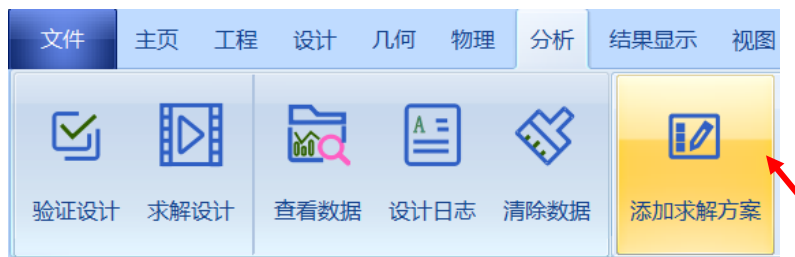 文件 主页 工程 设计 几何 物理 分析 结果显示 视图
A
验证设计 求解设计 查看数据 设计日志 清除数据 添加求解方案